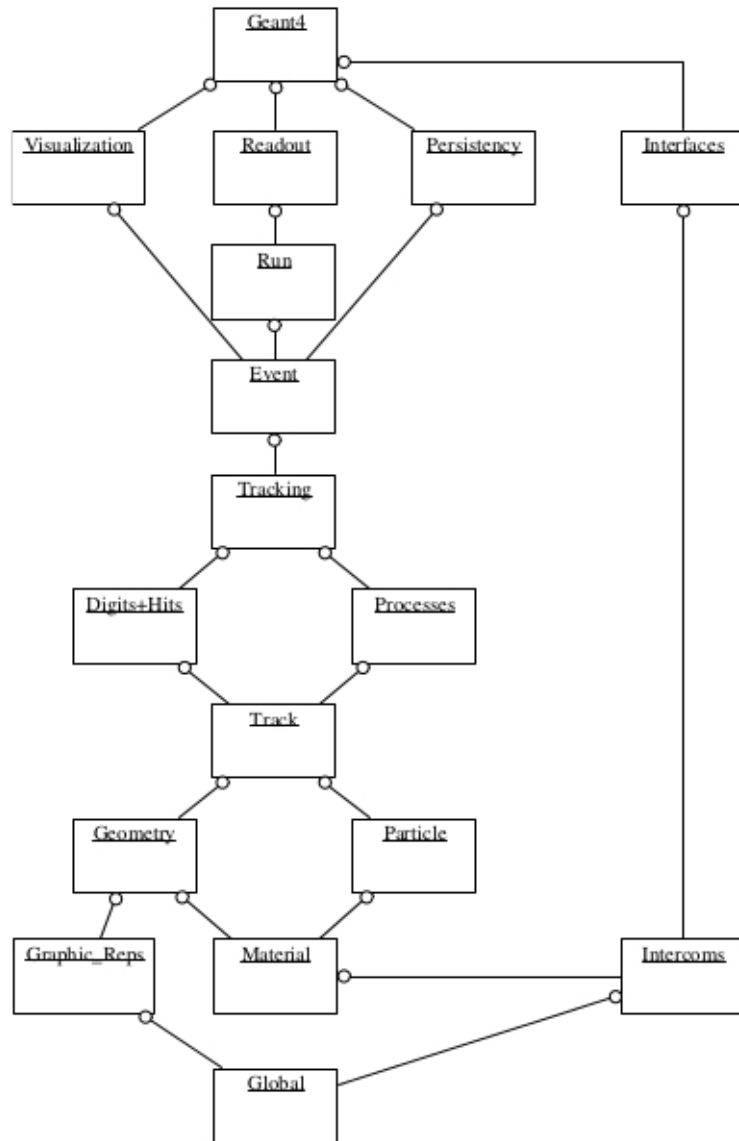 Geant4
Visualization
Readout
Persistency
Interfaces
Run
Event
Tracking
Digits+Hits
Processes
Track
Geometry
Particle
Graphic_Reps
Material
Intercoms
Global